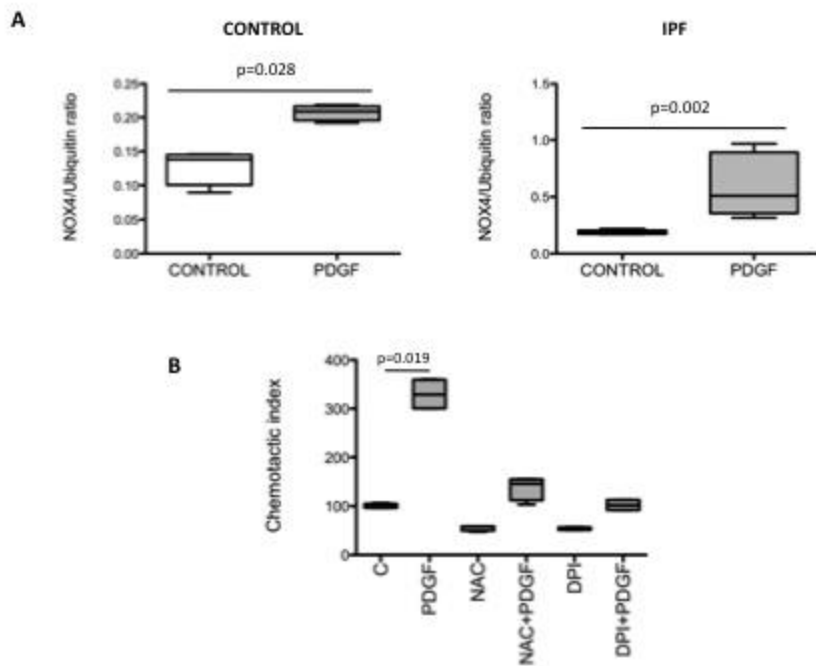 A
CONTROL
IPF
p=0.028
NOX4/Ubiquitin ratio
0.25
0.20
0.15
0.10
0.05
0.00
CONTROL PDGF
p=0.002
NOX4/Ubiquitin ratio
1.5
1.0
0.5
0.0
CONTROL PDGF
B
p=0.019
Chemotactic index
400
300
200
100
0
C
PDGF
NAC
NAC+PDGF
DPI
DPI+PDGF